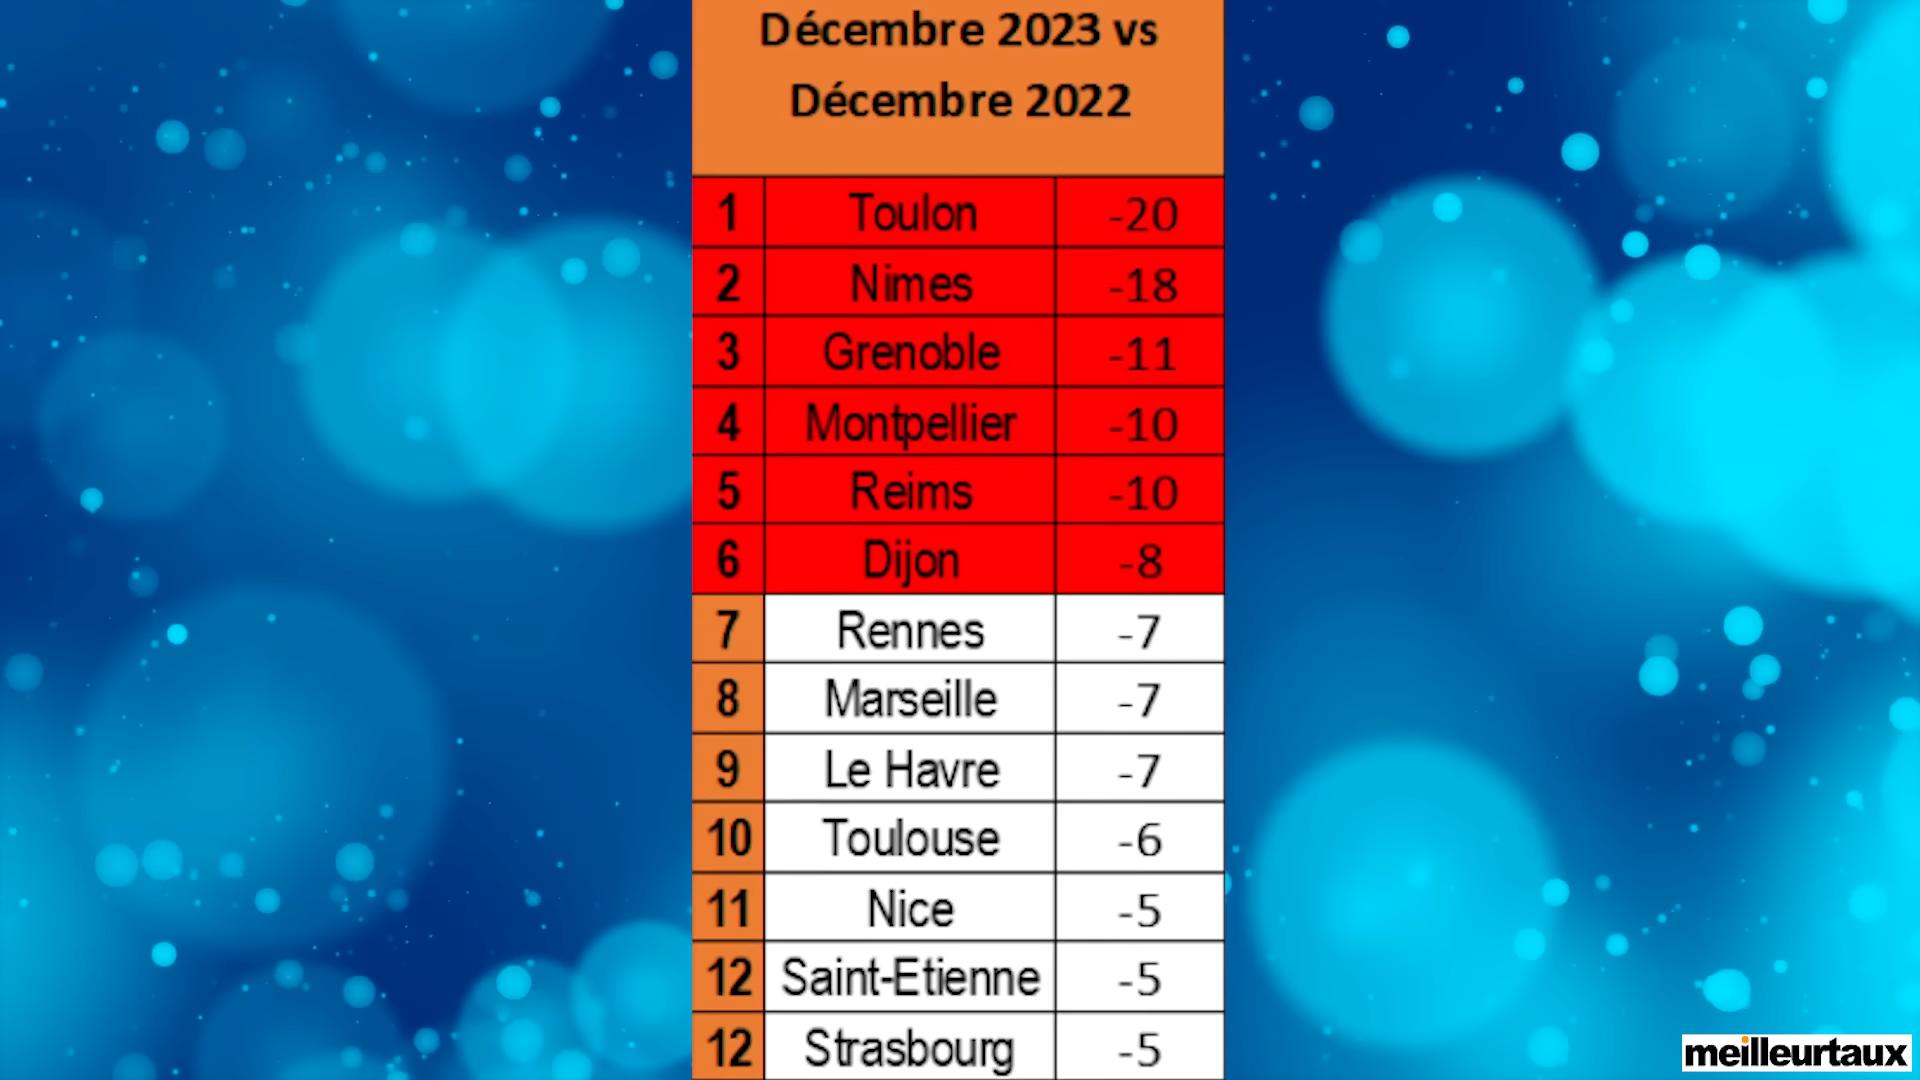 Décembre 2023 vs
Décembre 2022
1 Toulon -20
2 Nimes -18
3 Grenoble -11
4 Montpellier -10
5 Reims -10
6 Dijon -8
7 Rennes -7
8 Marseille -7
9 Le Havre -7
10 Toulouse -6
11 Nice -5
12 Saint-Etienne -5
12 Strasbourg -5
meilleurtaux